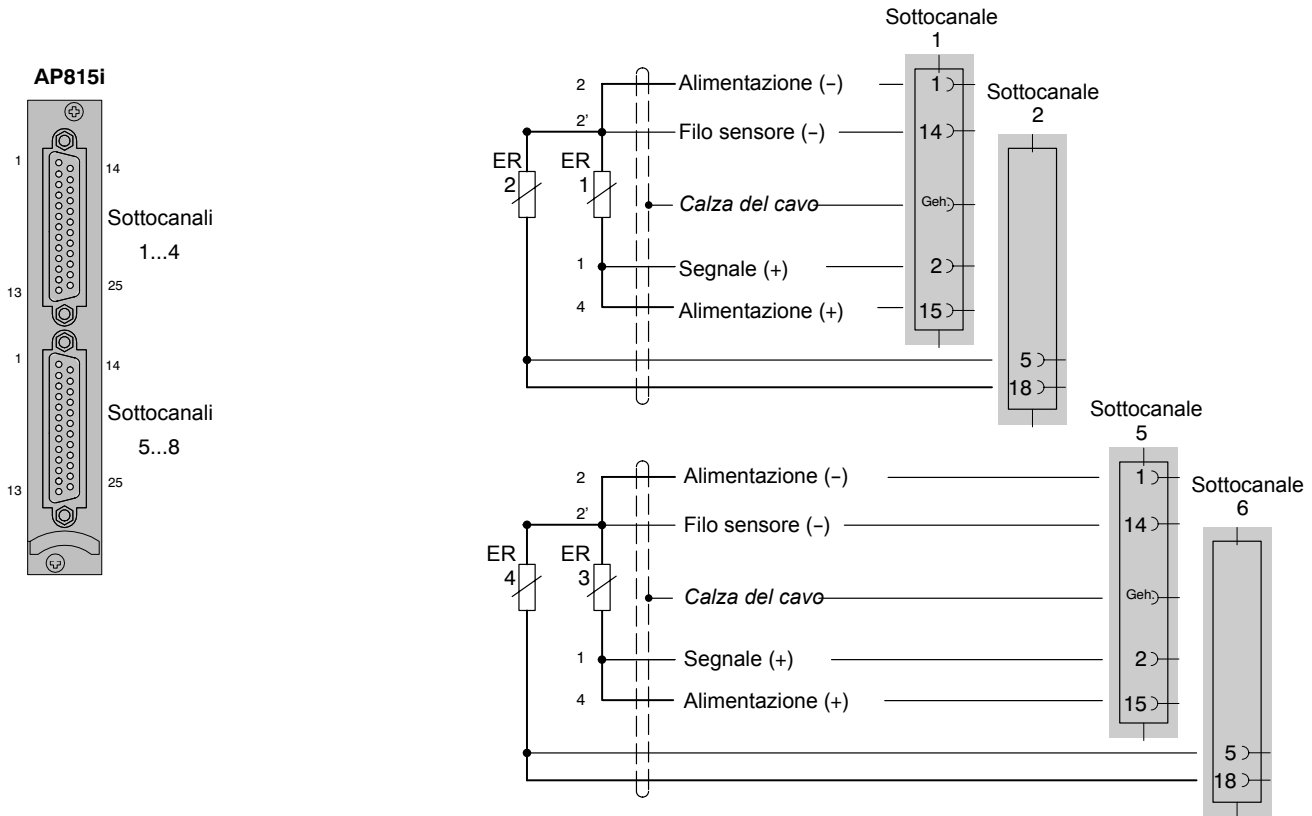 AP815i
1
14
Sottocanali
1...4
13
25
1
14
Sottocanali
5...8
13
25
Sottocanale
1
2
Alimentazione (–)
1
Sottocanale
2
2'
Filo sensore (–)
14
ER
2
ER
1
Calza del cavo
Geh.
1
Segnale (+)
2
4
Alimentazione (+)
15
5
18
Sottocanale
5
2
Alimentazione (–)
1
Sottocanale
6
2'
Filo sensore (–)
14
ER
4
ER
3
Calza del cavo
Geh.
1
Segnale (+)
2
4
Alimentazione (+)
15
5
18